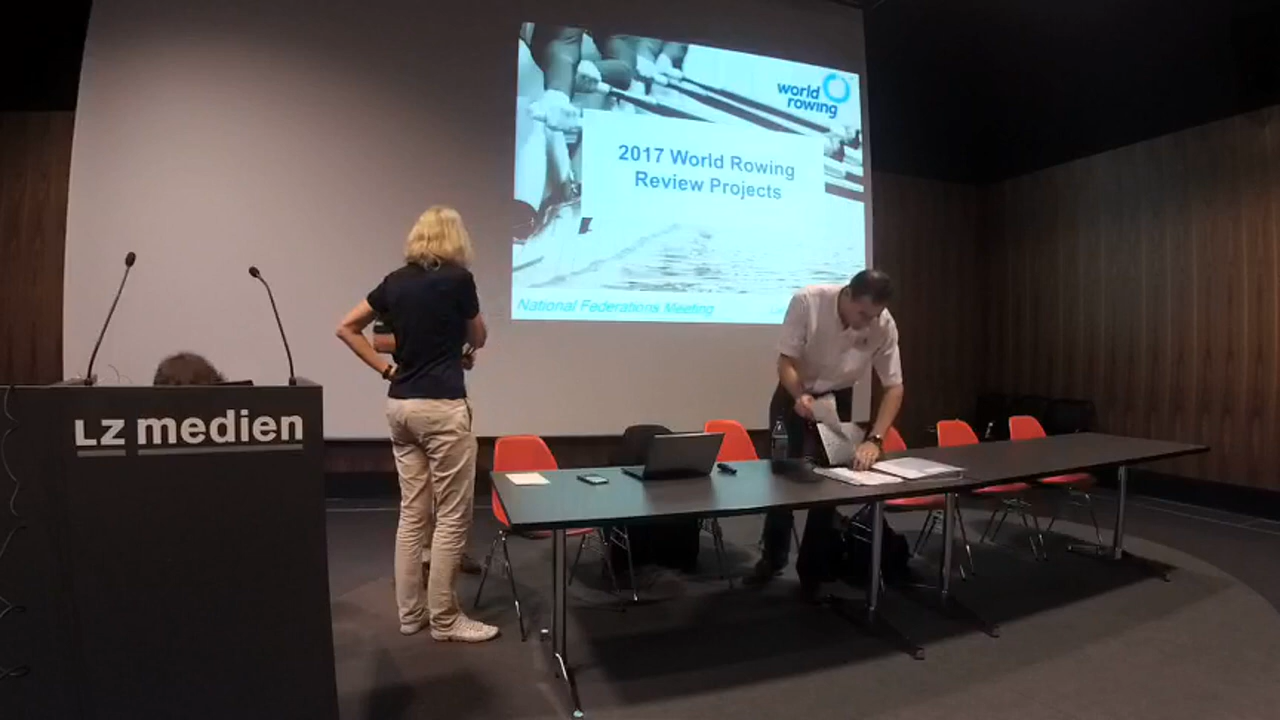 world
rowing
2017 World Rowing
Review Projects
National Federations Meeting
LZ medien